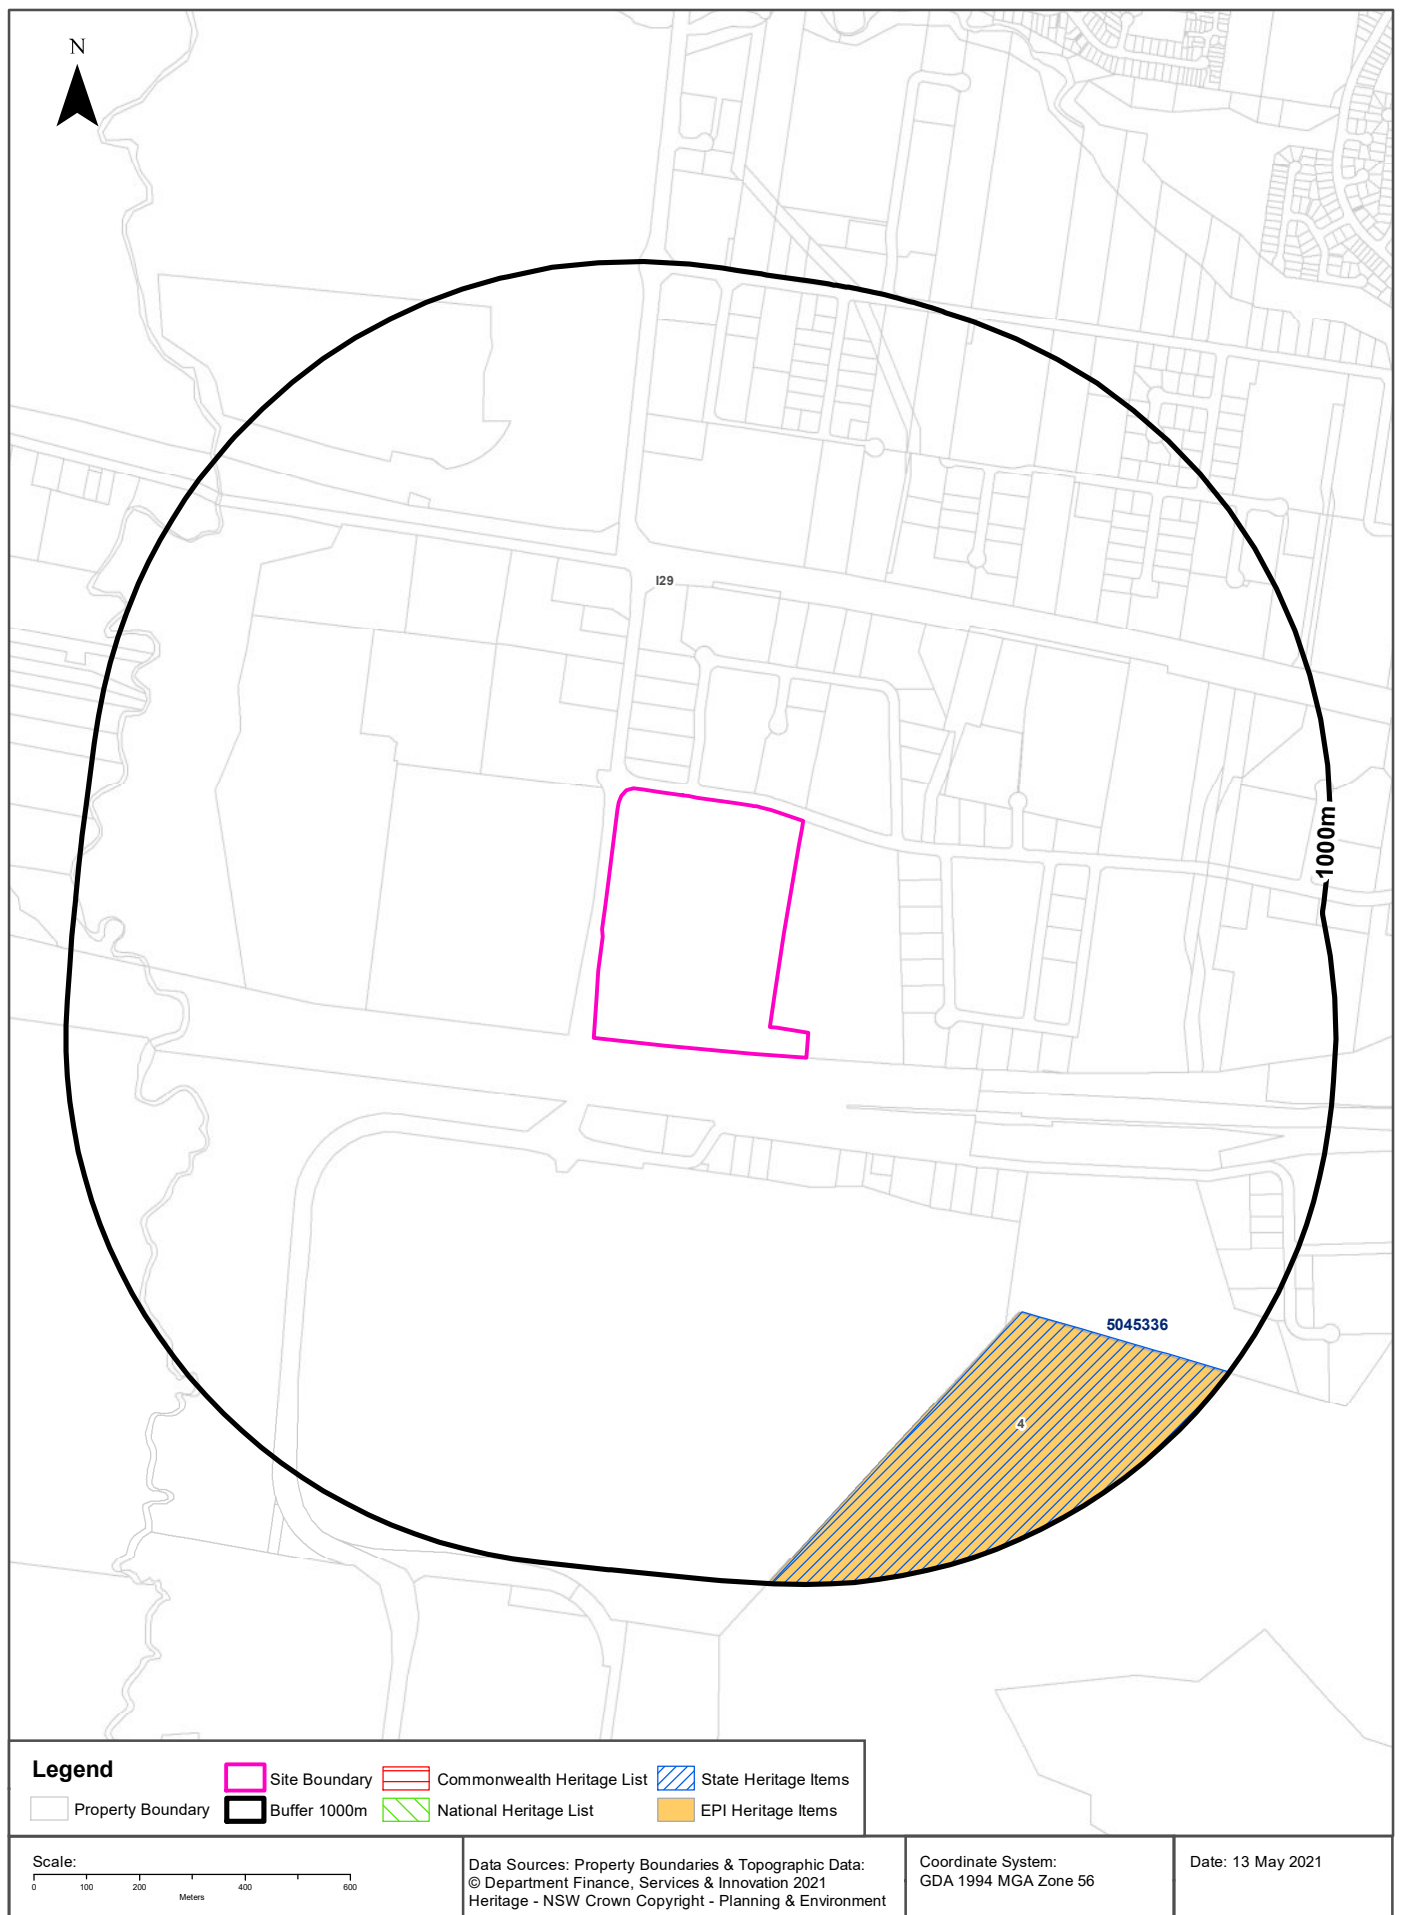 N
I29
1000m
5045336
4
Legend
Property Boundary
Site Boundary
Buffer 1000m
Commonwealth Heritage List
National Heritage List
State Heritage Items
EPI Heritage Items
Scale:
0 100 200 400 600
Meters
Data Sources: Property Boundaries & Topographic Data:
© Department Finance, Services & Innovation 2021
Heritage - NSW Crown Copyright - Planning & Environment
Coordinate System:
GDA 1994 MGA Zone 56
Date: 13 May 2021